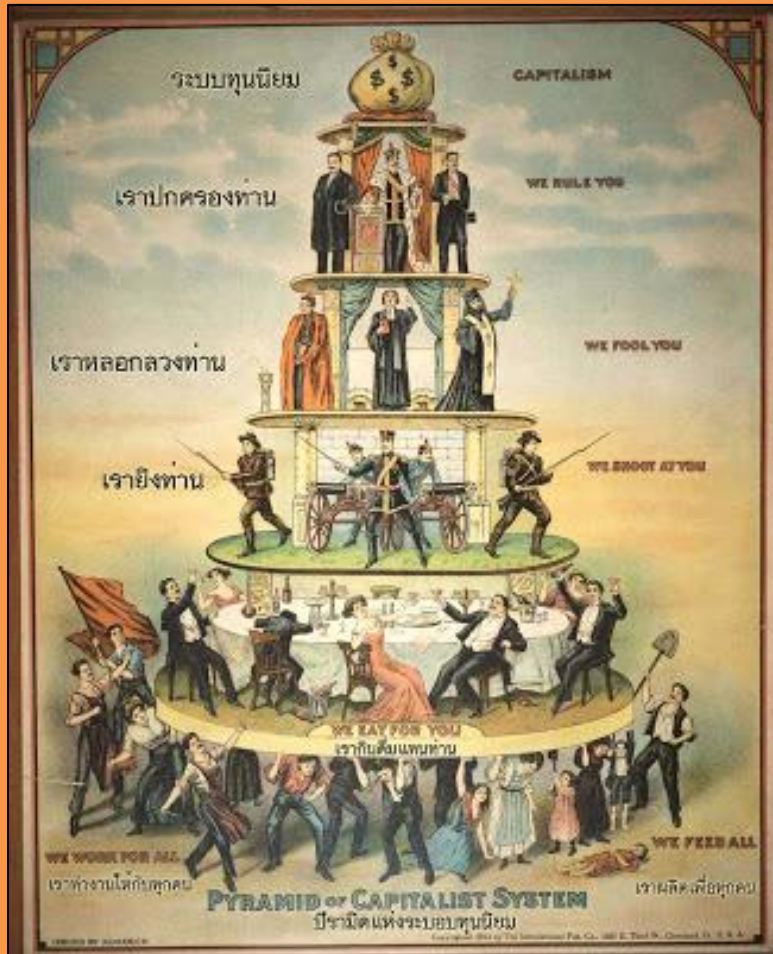 ระบบทุนนิยม
CAPITALISM
$ $ $ $
เราปกครองท่าน
WE RULE YOU
เราหลอกลวงท่าน
WE FOOL YOU
เรายิงท่าน
WE SHOOT AT YOU
WE EAT FOR YOU
เรากินดื่มแทนท่าน
WE WORK FOR ALL
เราทำงานให้กับทุกคน
WE FEED ALL
เราผลิตเพื่อทุกคน
PYRAMID OF CAPITALIST SYSTEM
ปีรามิดแห่งระบอบทุนนิยม